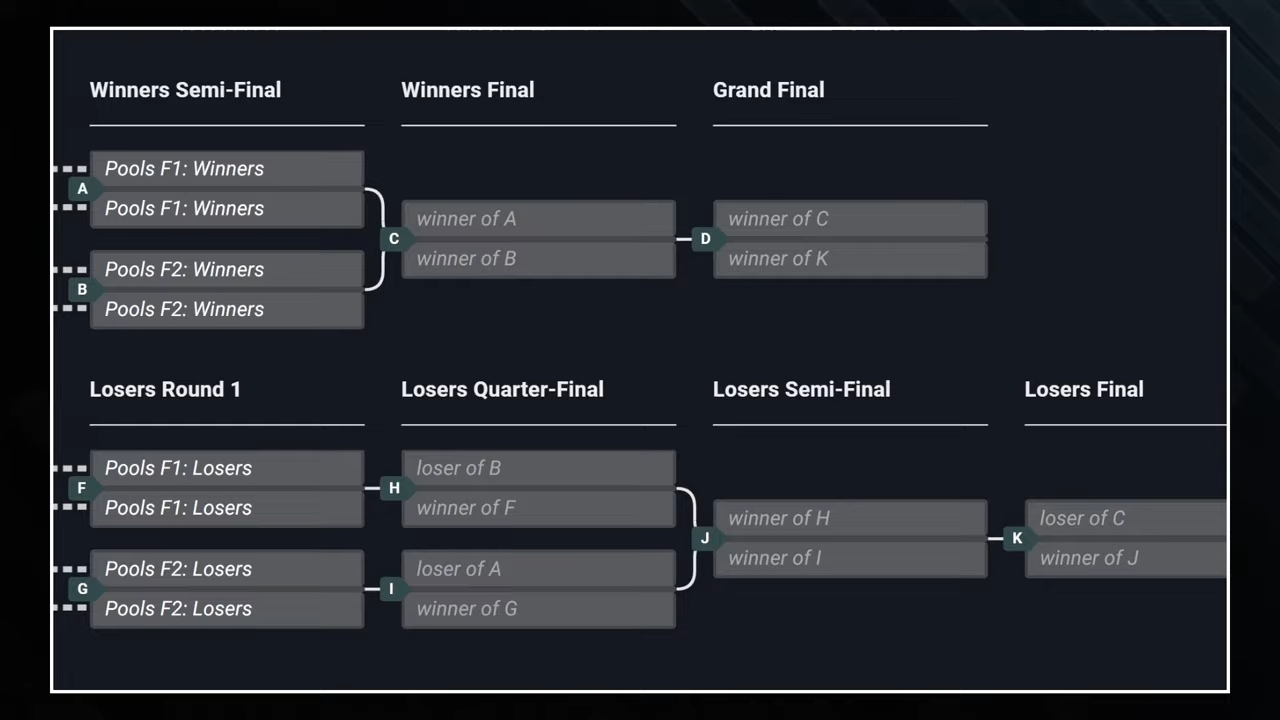 Winners Semi-Final
Winners Final
Grand Final
Pools F1: Winners
A
Pools F1: Winners
winner of A
winner of C
C
D
Pools F2: Winners
winner of B
winner of K
B
Pools F2: Winners
Losers Round 1
Losers Quarter-Final
Losers Semi-Final
Losers Final
Pools F1: Losers
loser of B
F
H
Pools F1: Losers
winner of F
winner of H
loser of C
J
K
Pools F2: Losers
loser of A
winner of I
winner of J
G
I
Pools F2: Losers
winner of G